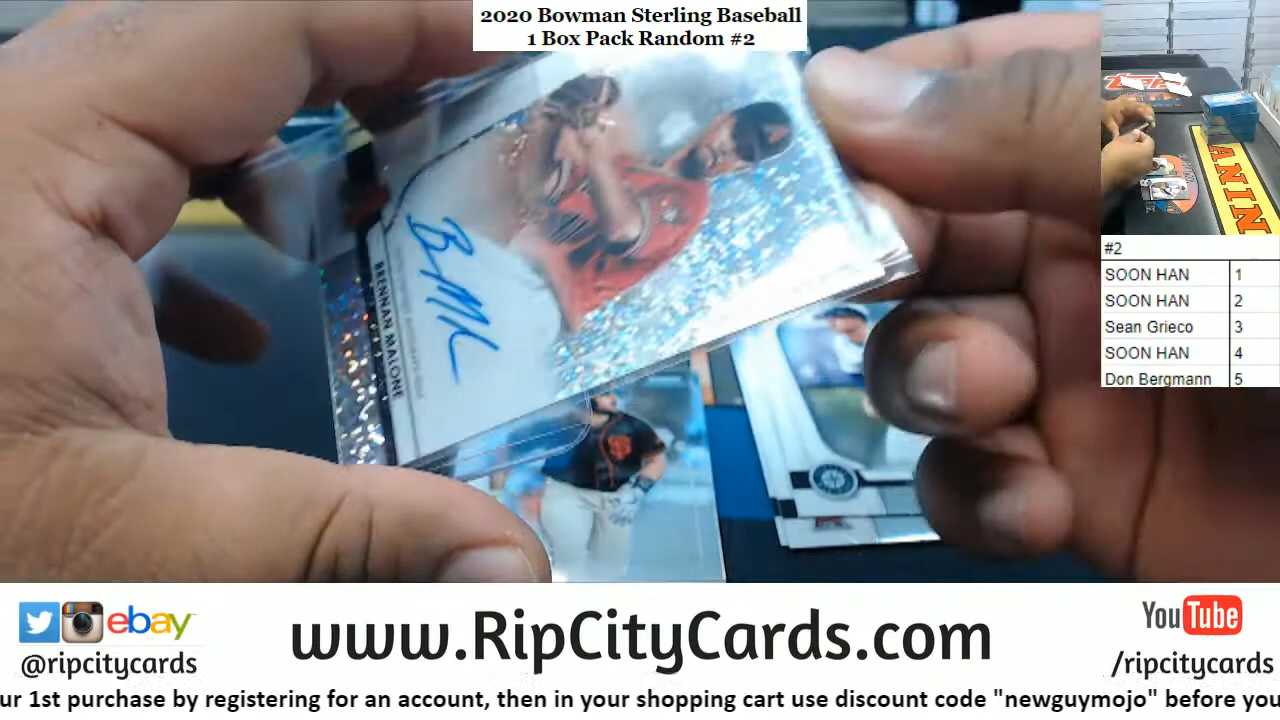 2020 Bowman Sterling Baseball
1 Box Pack Random #2
BRENNAN MALONE
Topps
PANINI
#2
SOON HAN 1
SOON HAN 2
Sean Grieco 3
SOON HAN 4
Don Bergmann 5
ebay
@ripcitycards
www.RipCityCards.com
YouTube
/ripcitycards
ur 1st purchase by registering for an account, then in your shopping cart use discount code "newguymojo" before you